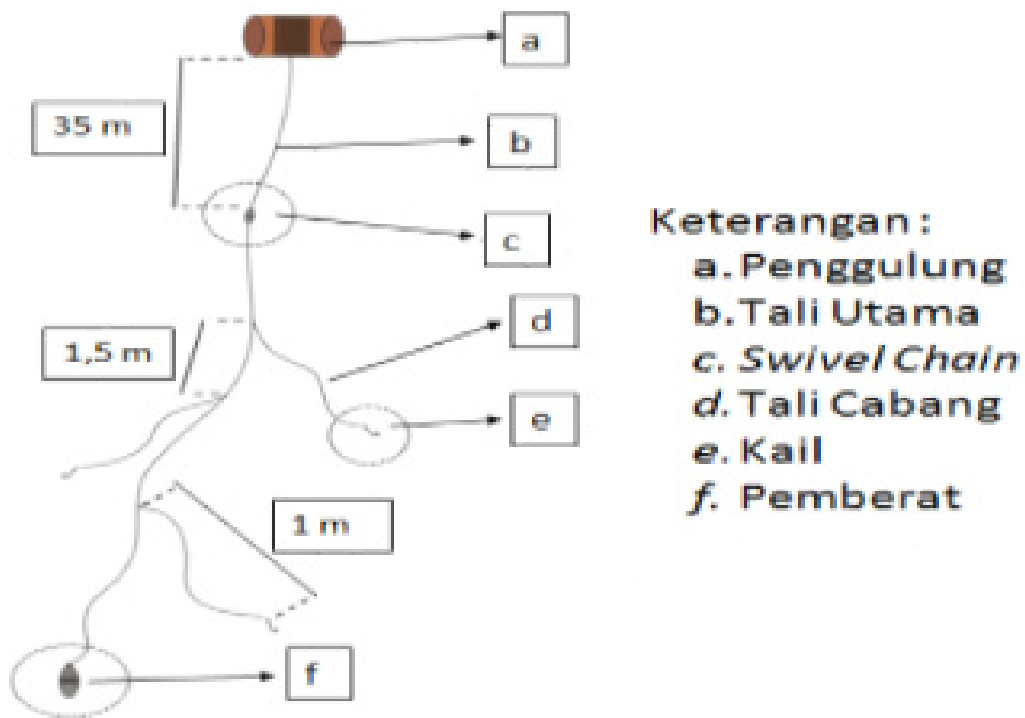 a
35 m
b
c
1,5 m
d
e
1 m
f
Keterangan :
a. Penggulung
b. Tali Utama
c. Swivel Chain
d. Tali Cabang
e. Kail
f. Pemberat